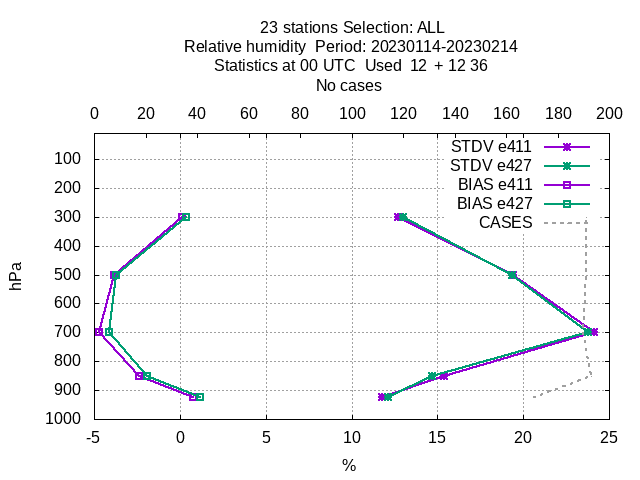 23 stations Selection: ALL
Relative humidity  Period: 20230114-20230214
Statistics at 00 UTC  Used  12  + 12 36
No cases
0 20 40 60 80 100 120 140 160 180 200
STDV e411
STDV e427
BIAS e411
BIAS e427
CASES
100
200
300
400
500
600
700
800
900
1000
hPa
-5 0 5 10 15 20 25
%